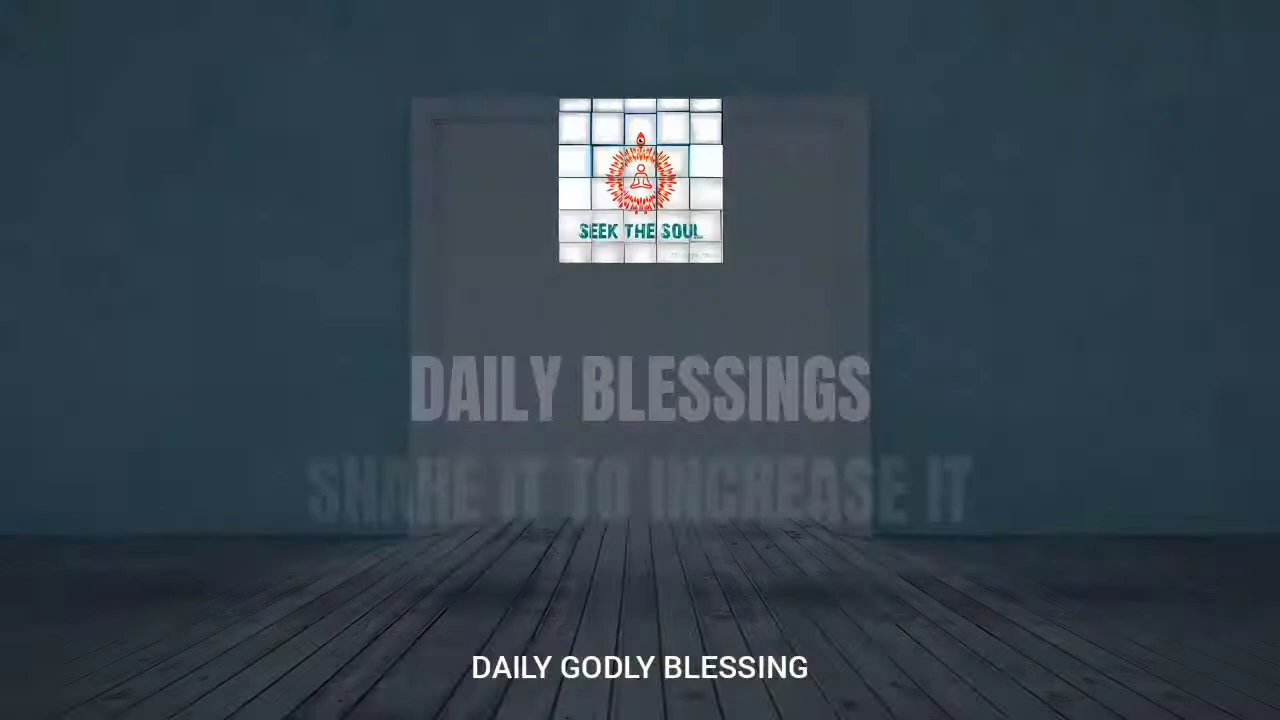 SEEK THE SOUL
DAILY BLESSINGS
SHARE IT TO INCREASE IT
DAILY GODLY BLESSING